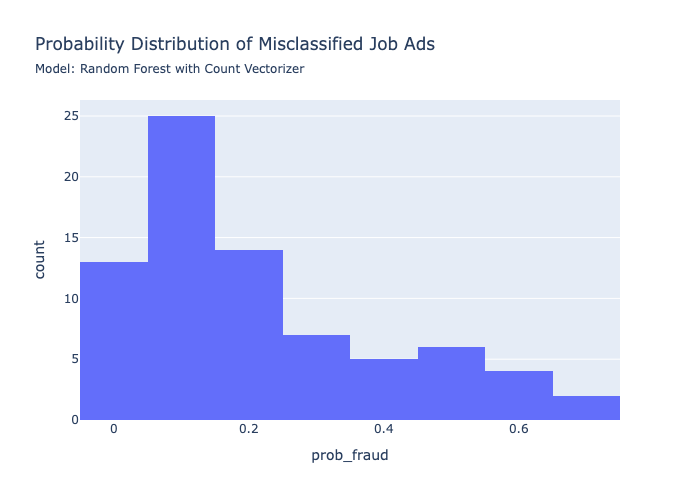 Probability Distribution of Misclassified Job Ads
Model: Random Forest with Count Vectorizer
25
20
15
10
5
0
count
0 0.2 0.4 0.6
prob_fraud